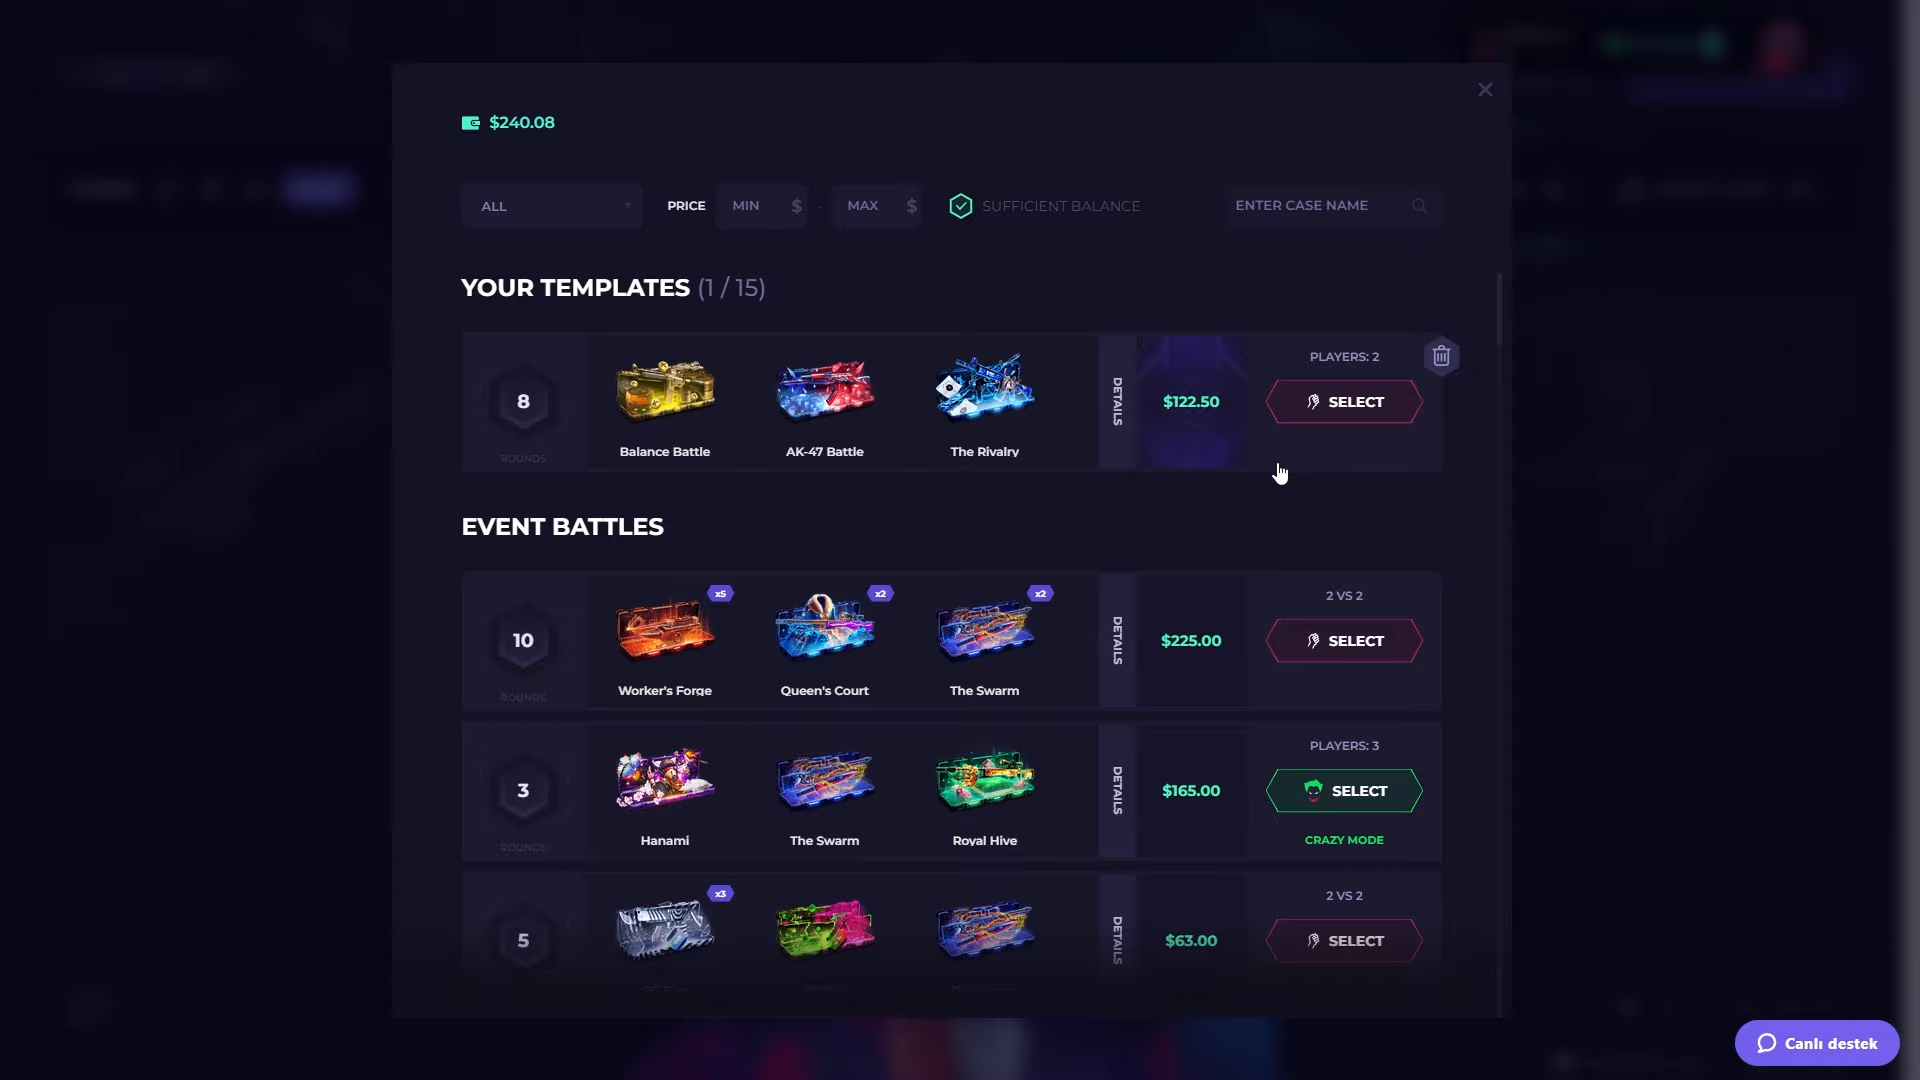 $240.08
ALL
PRICE
MIN $
-
MAX $
SUFFICIENT BALANCE
ENTER CASE NAME
YOUR TEMPLATES (1 / 15)
8
ROUNDS
Balance Battle
AK-47 Battle
The Rivalry
DETAILS
$122.50
PLAYERS: 2
SELECT
EVENT BATTLES
10
ROUNDS
x5
Worker's Forge
x2
Queen's Court
x2
The Swarm
DETAILS
$225.00
2 VS 2
SELECT
3
ROUNDS
Hanami
The Swarm
Royal Hive
DETAILS
$165.00
PLAYERS: 3
SELECT
CRAZY MODE
5
x3
DETAILS
$63.00
2 VS 2
SELECT
Canlı destek